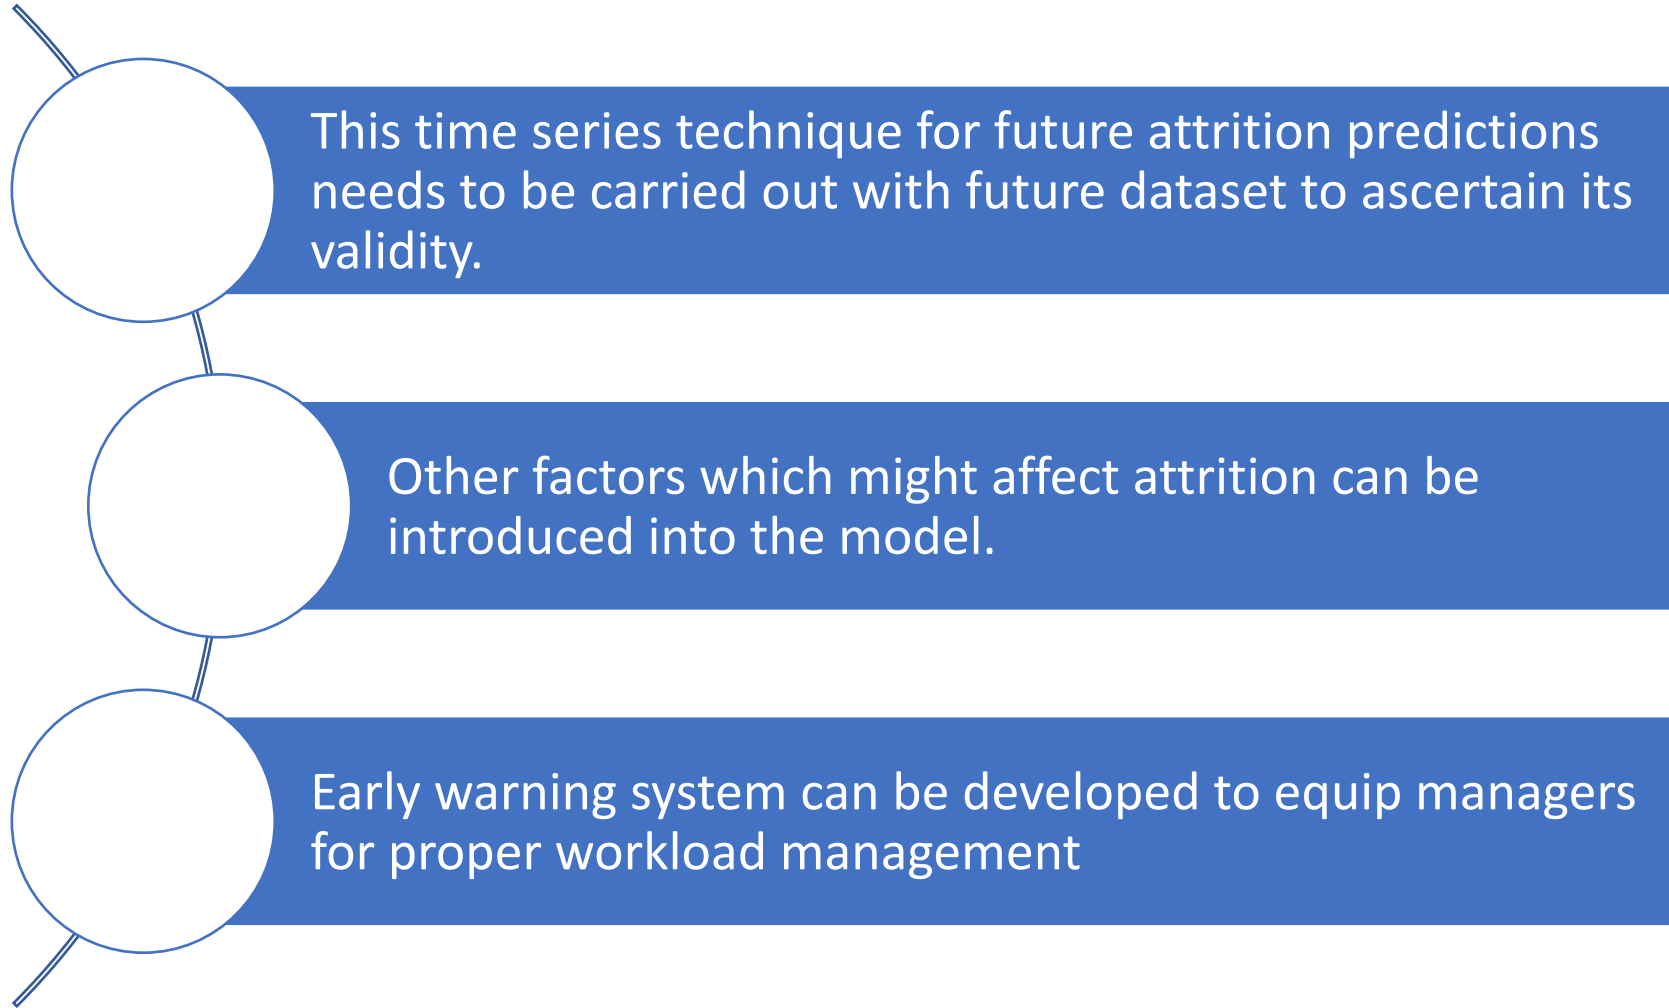 This time series technique for future attrition predictions
needs to be carried out with future dataset to ascertain its
validity.
Other factors which might affect attrition can be
introduced into the model.
Early warning system can be developed to equip managers
for proper workload management